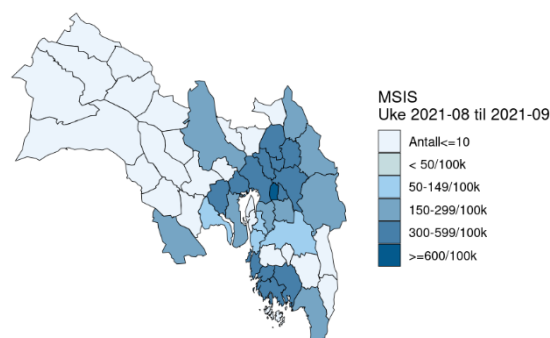 MSIS
Uke 2021-08 til 2021-09
Antall<=10
< 50/100k
50-149/100k
150-299/100k
300-599/100k
>=600/100k